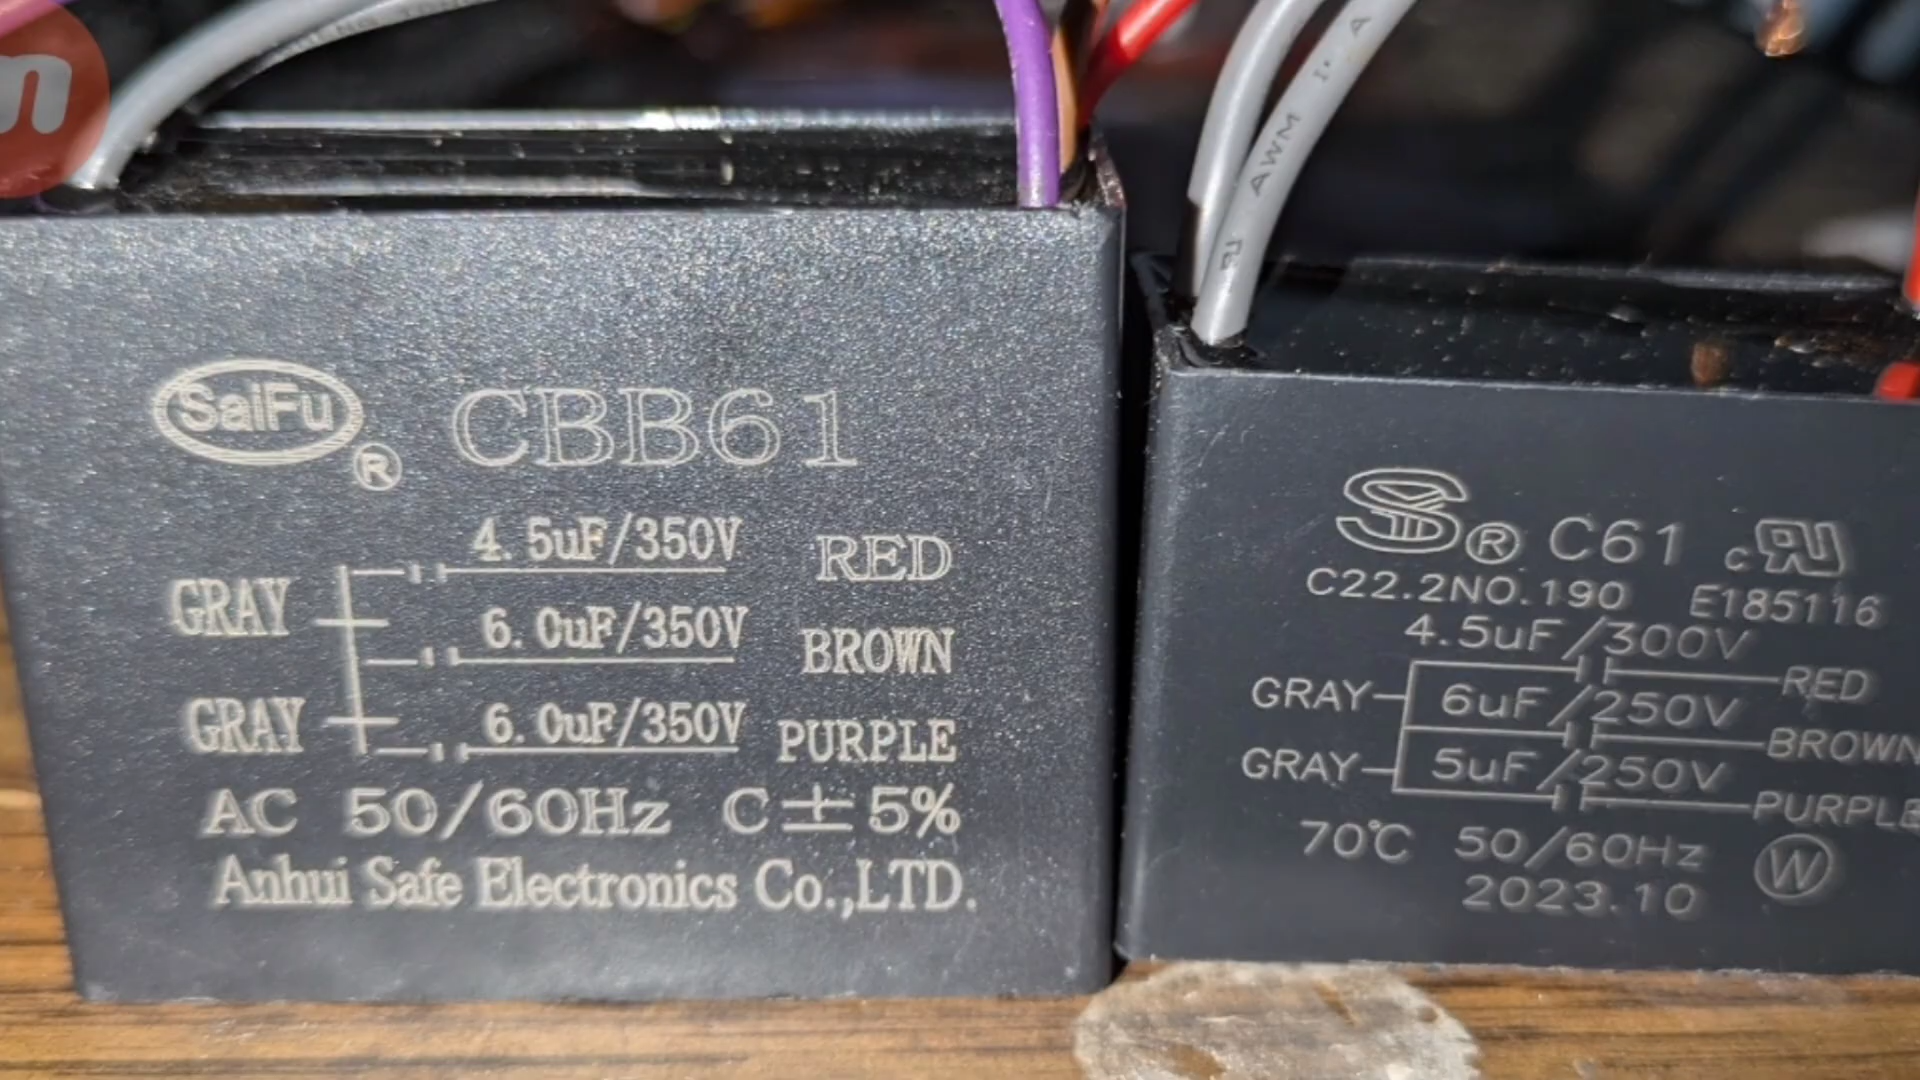 n
SaiFu ® CBB61
4.5uF/350V RED
GRAY
6.0uF/350V BROWN
GRAY
6.0uF/350V PURPLE
AC 50/60Hz C±5%
Anhui Safe Electronics Co.,LTD.
AWM I A
® C61 c
C22.2NO.190 E185116
4.5uF/300V
RED
GRAY 6uF/250V
BROWN
GRAY 5uF/250V
PURPLE
70℃ 50/60Hz W
2023.10